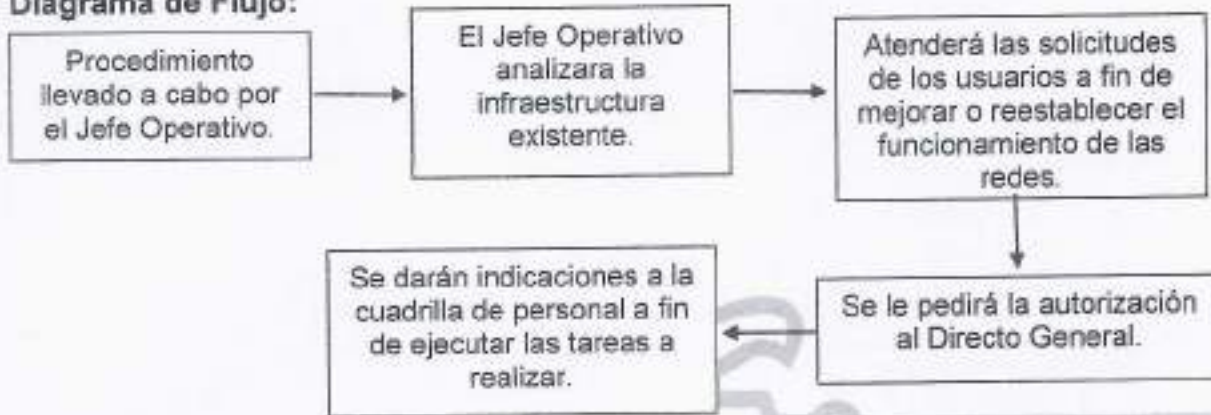 Diagrama de Flujo:
Procedimiento
llevado a cabo por
el Jefe Operativo.
El Jefe Operativo
analizara la
infraestructura
existente.
Atenderá las solicitudes
de los usuarios a fin de
mejorar o reestablecer el
funcionamiento de las
redes.
Se le pedirá la autorización
al Directo General.
Se darán indicaciones a la
cuadrilla de personal a fin
de ejecutar las tareas a
realizar.